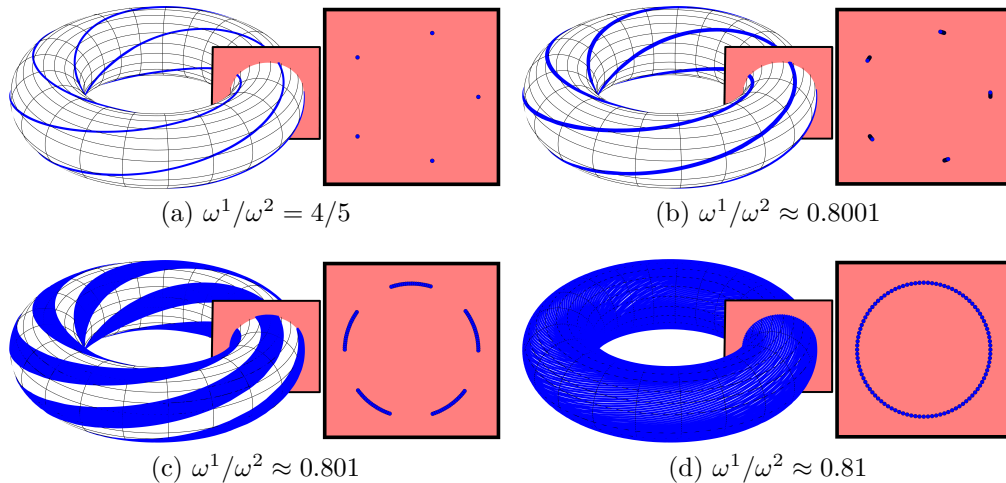 (a) ω¹/ω² = 4/5
(b) ω¹/ω² ≈ 0.8001
(c) ω¹/ω² ≈ 0.801
(d) ω¹/ω² ≈ 0.81